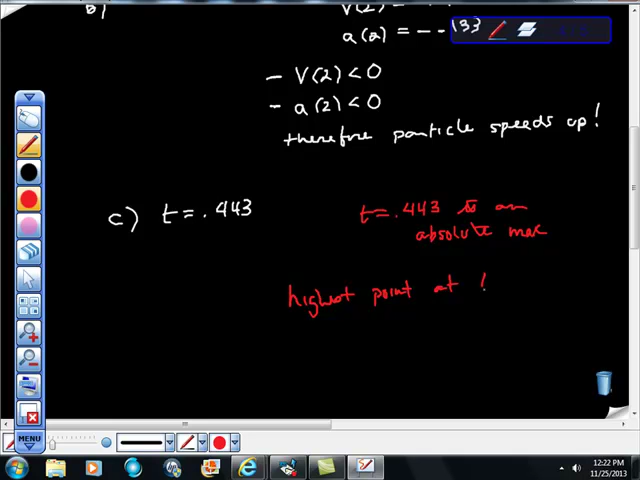 b)
V(2) =
a(2) = - .133
- V(2) < 0
- a(2) < 0
therefore particle speeds up!
c) t = .443
t = .443 is an
absolute max
highest point at
MENU
12:22 PM
11/25/2013